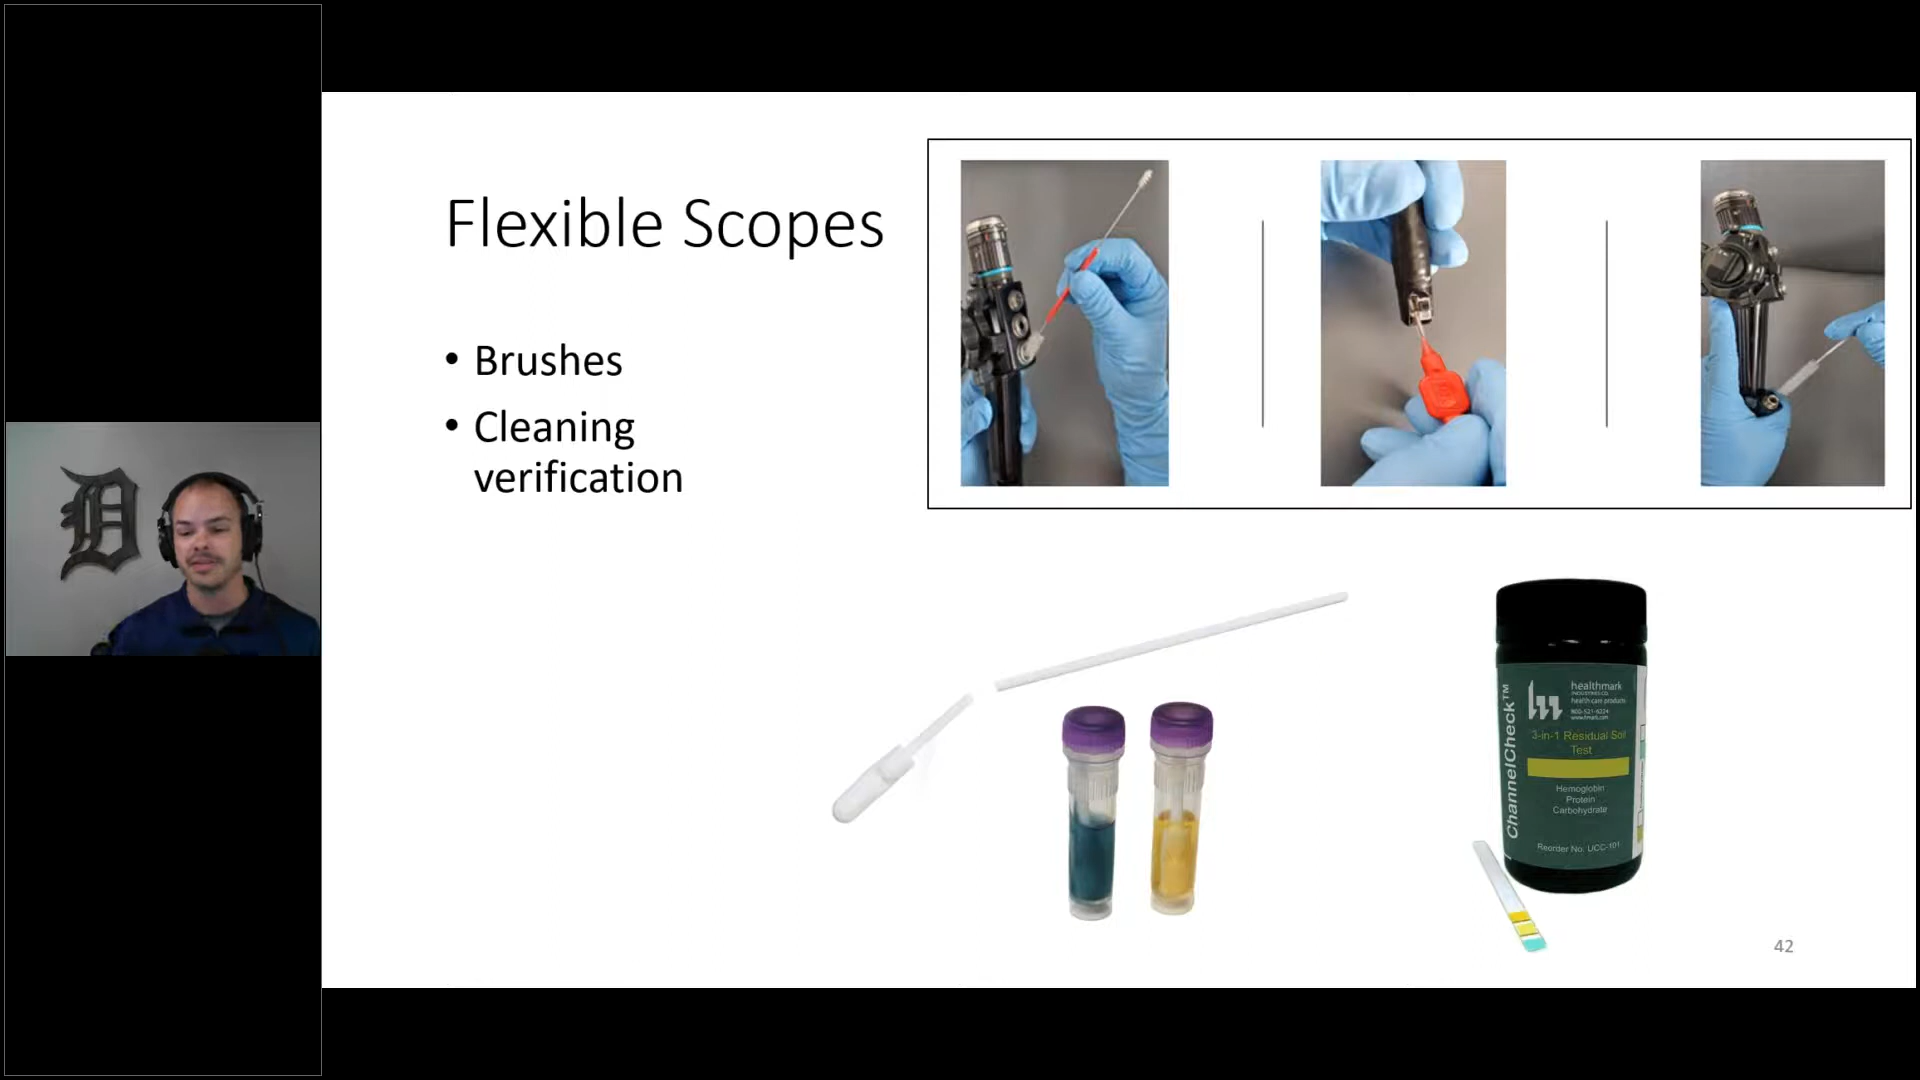 Flexible Scopes
• Brushes
• Cleaning
verification
D
ChannelCheck™
healthmark
INDUSTRIES CO.
health care products
800-521-6224
www.hmark.com
3-in-1 Residual Soil
Test
Hemoglobin
Protein
Carbohydrate
Reorder No. UCC-101
42